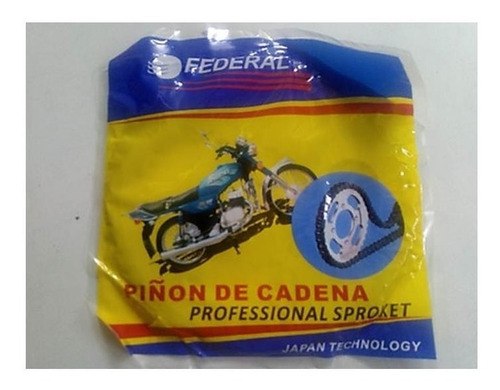 FEDERAL
PIÑON DE CADENA
PROFESSIONAL SPROKET
JAPAN TECHNOLOGY